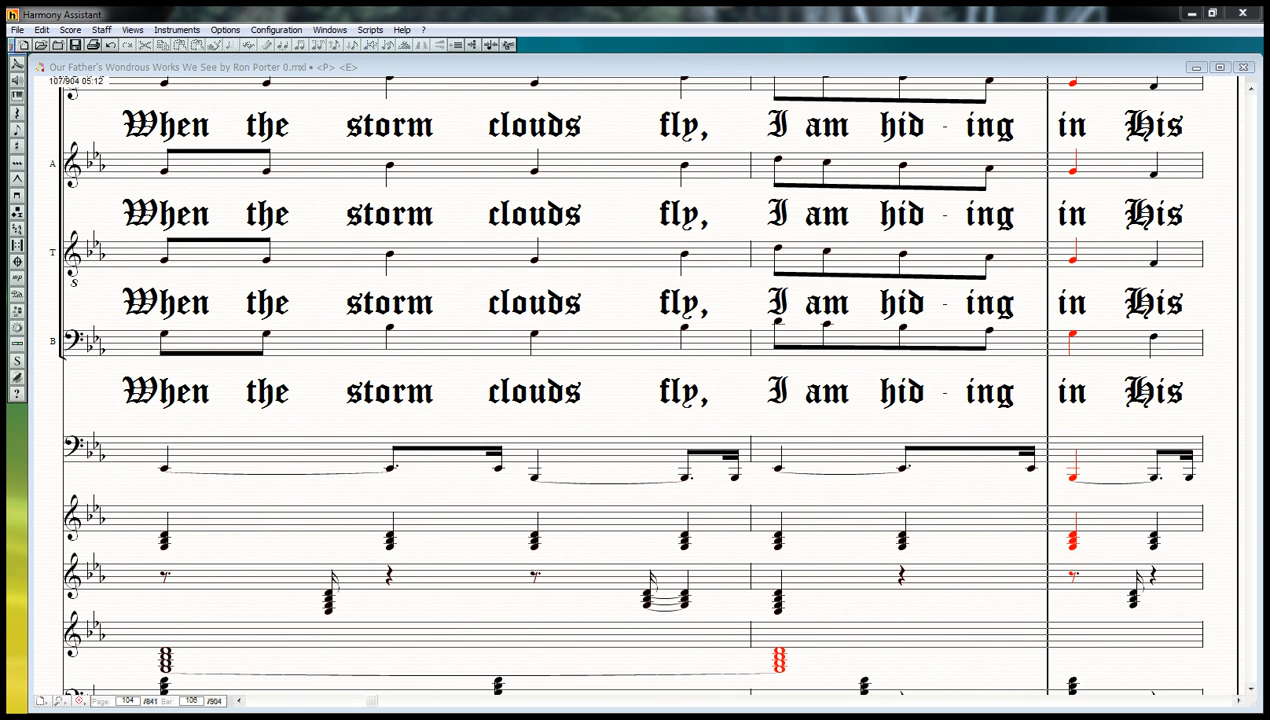 Harmony Assistant
File Edit Score Staff Views Instruments Options Configuration Windows Scripts Help ?
Our Father's Wondrous Works We See by Ron Porter 0.mxl • <P> <E>
107/904 05:12
When the storm clouds fly, I am hid - ing in His
A
When the storm clouds fly, I am hid - ing in His
T
8
When the storm clouds fly, I am hid - ing in His
B
When the storm clouds fly, I am hid - ing in His
Page: 104 /841 Bar: 106 /904